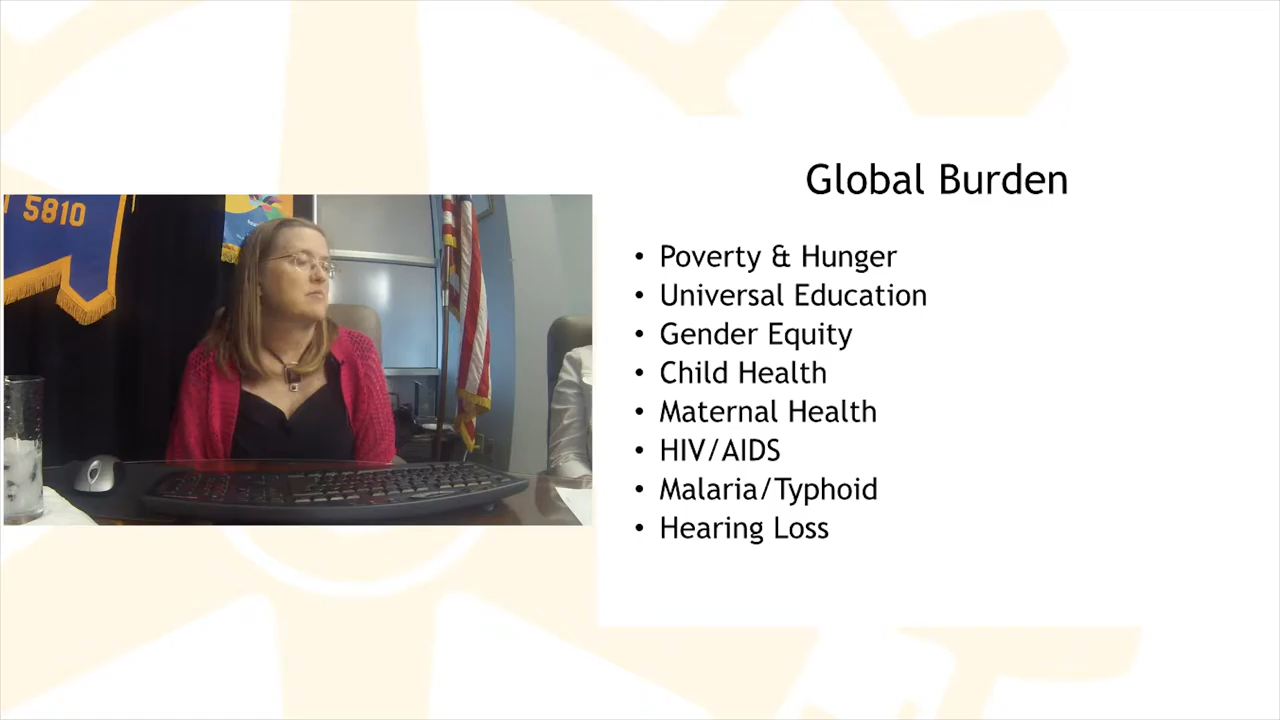 5810
Global Burden
• Poverty & Hunger
• Universal Education
• Gender Equity
• Child Health
• Maternal Health
• HIV/AIDS
• Malaria/Typhoid
• Hearing Loss